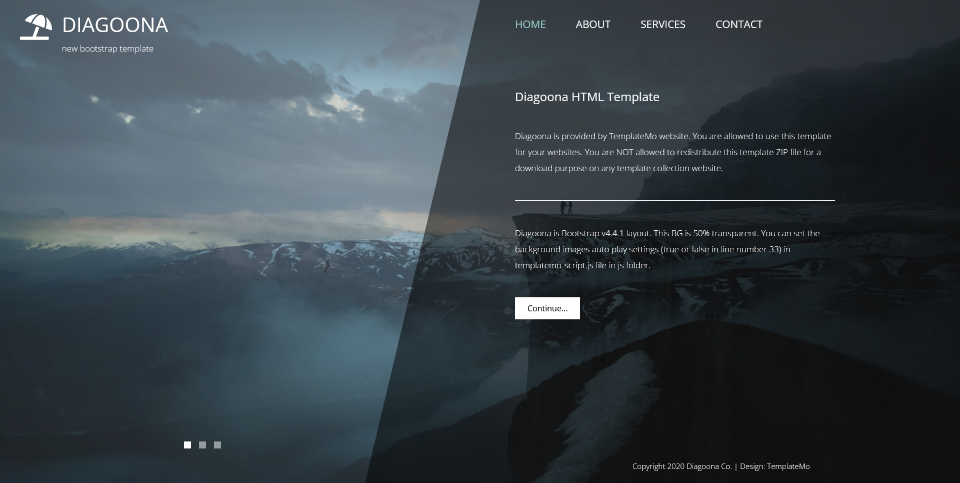 DIAGOONA
new bootstrap template
HOME ABOUT SERVICES CONTACT
Diagoona HTML Template
Diagoona is provided by TemplateMo website. You are allowed to use this template
for your websites. You are NOT allowed to redistribute this template ZIP file for a
download purpose on any template collection website.
Diagoona is Bootstrap v4.4.1 layout. This BG is 50% transparent. You can set the
background images auto play settings (true or false in line number 33) in
templatemo-script.js file in js folder.
Continue...
Copyright 2020 Diagoona Co. | Design: TemplateMo